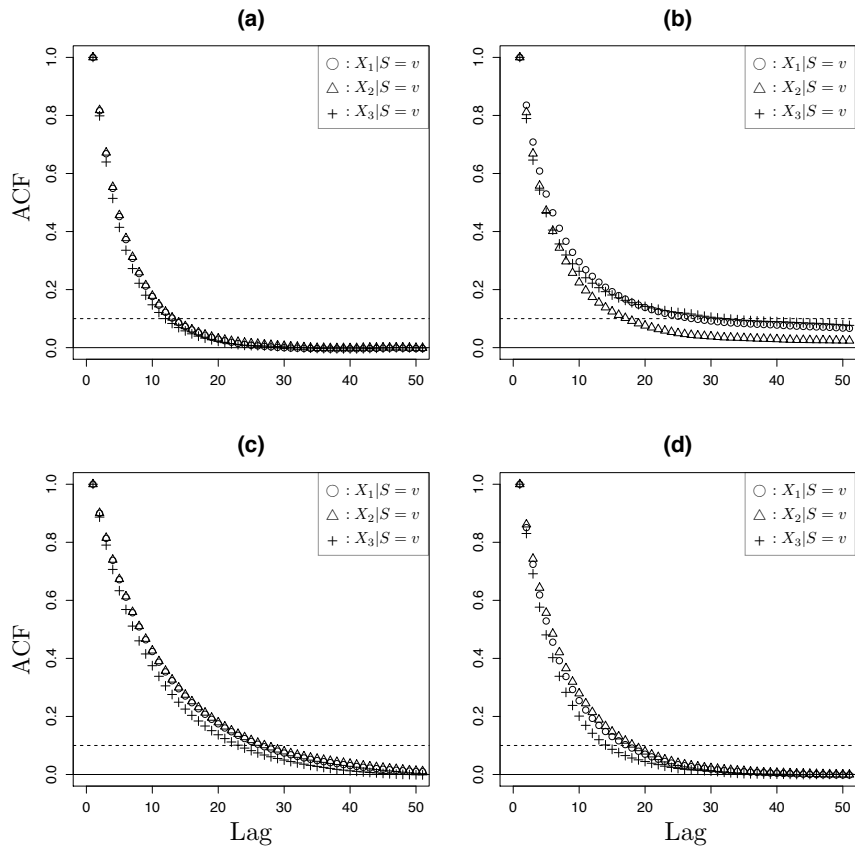 (a)
○ : X₁|S = v
△ : X₂|S = v
+ : X₃|S = v
ACF
1.0
0.8
0.6
0.4
0.2
0.0
0 10 20 30 40 50
(b)
○ : X₁|S = v
△ : X₂|S = v
+ : X₃|S = v
1.0
0.8
0.6
0.4
0.2
0.0
0 10 20 30 40 50
(c)
○ : X₁|S = v
△ : X₂|S = v
+ : X₃|S = v
ACF
1.0
0.8
0.6
0.4
0.2
0.0
0 10 20 30 40 50
Lag
(d)
○ : X₁|S = v
△ : X₂|S = v
+ : X₃|S = v
1.0
0.8
0.6
0.4
0.2
0.0
0 10 20 30 40 50
Lag